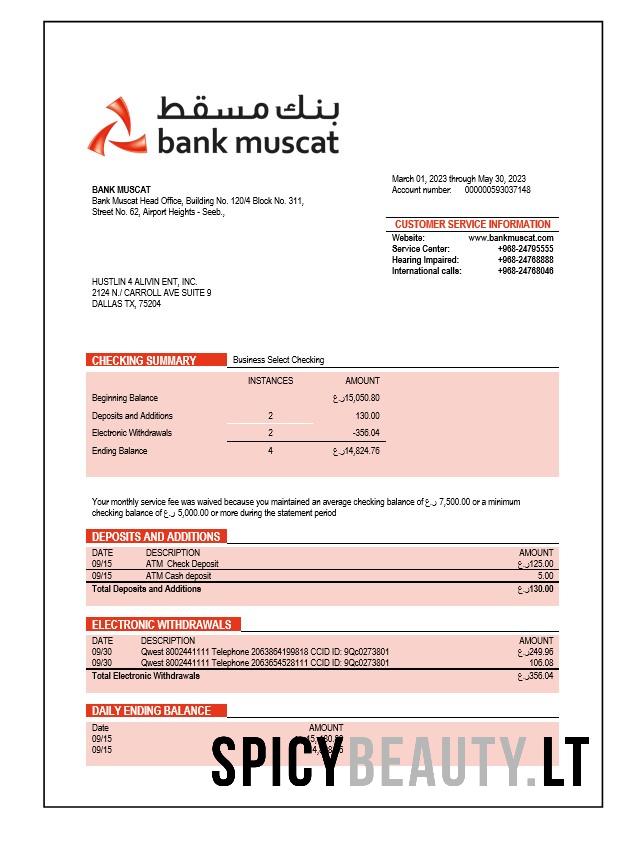 بنك مسقط
bank muscat
March 01, 2023 through May 30, 2023
Account number: 000000593037148
BANK MUSCAT
Bank Muscat Head Office, Building No. 120/4 Block No. 311,
Street No. 62, Airport Heights - Seeb.,
CUSTOMER SERVICE INFORMATION
Website: www.bankmuscat.com
Service Center: +968-24795555
Hearing Impaired: +968-24768888
International calls: +968-24768046
HUSTLIN 4 ALIVIN ENT, INC.
2124 N./ CARROLL AVE SUITE 9
DALLAS TX, 75204
CHECKING SUMMARY Business Select Checking
INSTANCES AMOUNT
Beginning Balance ر.ع15,050.80
Deposits and Additions 2 130.00
Electronic Withdrawals 2 -356.04
Ending Balance 4 ر.ع14,824.76
Your monthly service fee was waived because you maintained an average checking balance of ر.ع 7,500.00 or a minimum
checking balance of ر.ع 5,000.00 or more during the statement period
DEPOSITS AND ADDITIONS
DATE DESCRIPTION AMOUNT
09/15 ATM Check Deposit ر.ع125.00
09/15 ATM Cash deposit 5.00
Total Deposits and Additions ر.ع130.00
ELECTRONIC WITHDRAWALS
DATE DESCRIPTION AMOUNT
09/30 Qwest 8002441111 Telephone 2063864199818 CCID ID: 9Qc0273801 ر.ع249.96
09/30 Qwest 8002441111 Telephone 2063654528111 CCID ID: 9Qc0273801 106.08
Total Electronic Withdrawals ر.ع356.04
DAILY ENDING BALANCE
Date AMOUNT
09/15
09/15
SPICYBEAUTY.LT